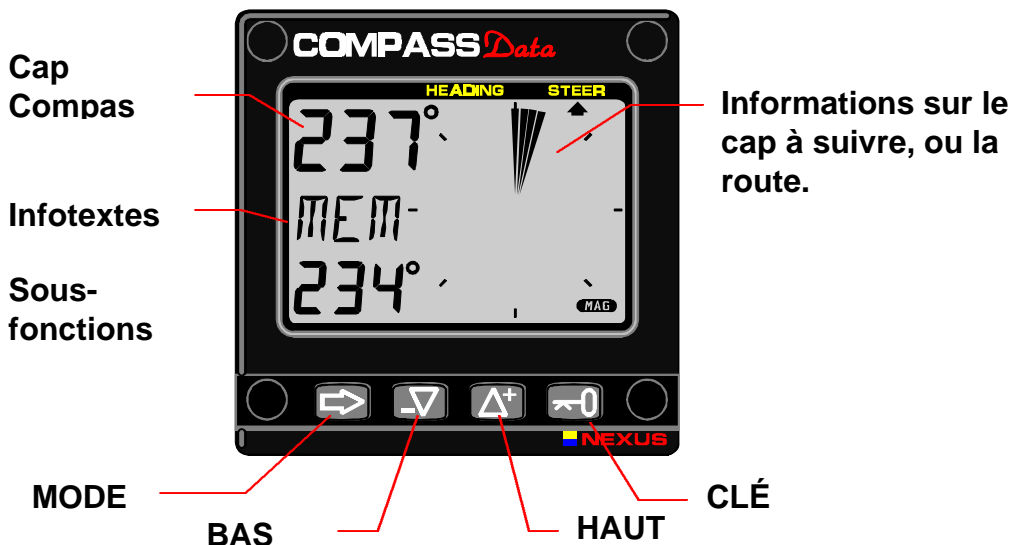 COMPASS Data
Cap
Compas
HEADING STEER
237°
Informations sur le
cap à suivre, ou la
route.
Infotextes
MEM
Sous-
fonctions
234°
MAG
NEXUS
MODE
BAS
HAUT
CLÉ